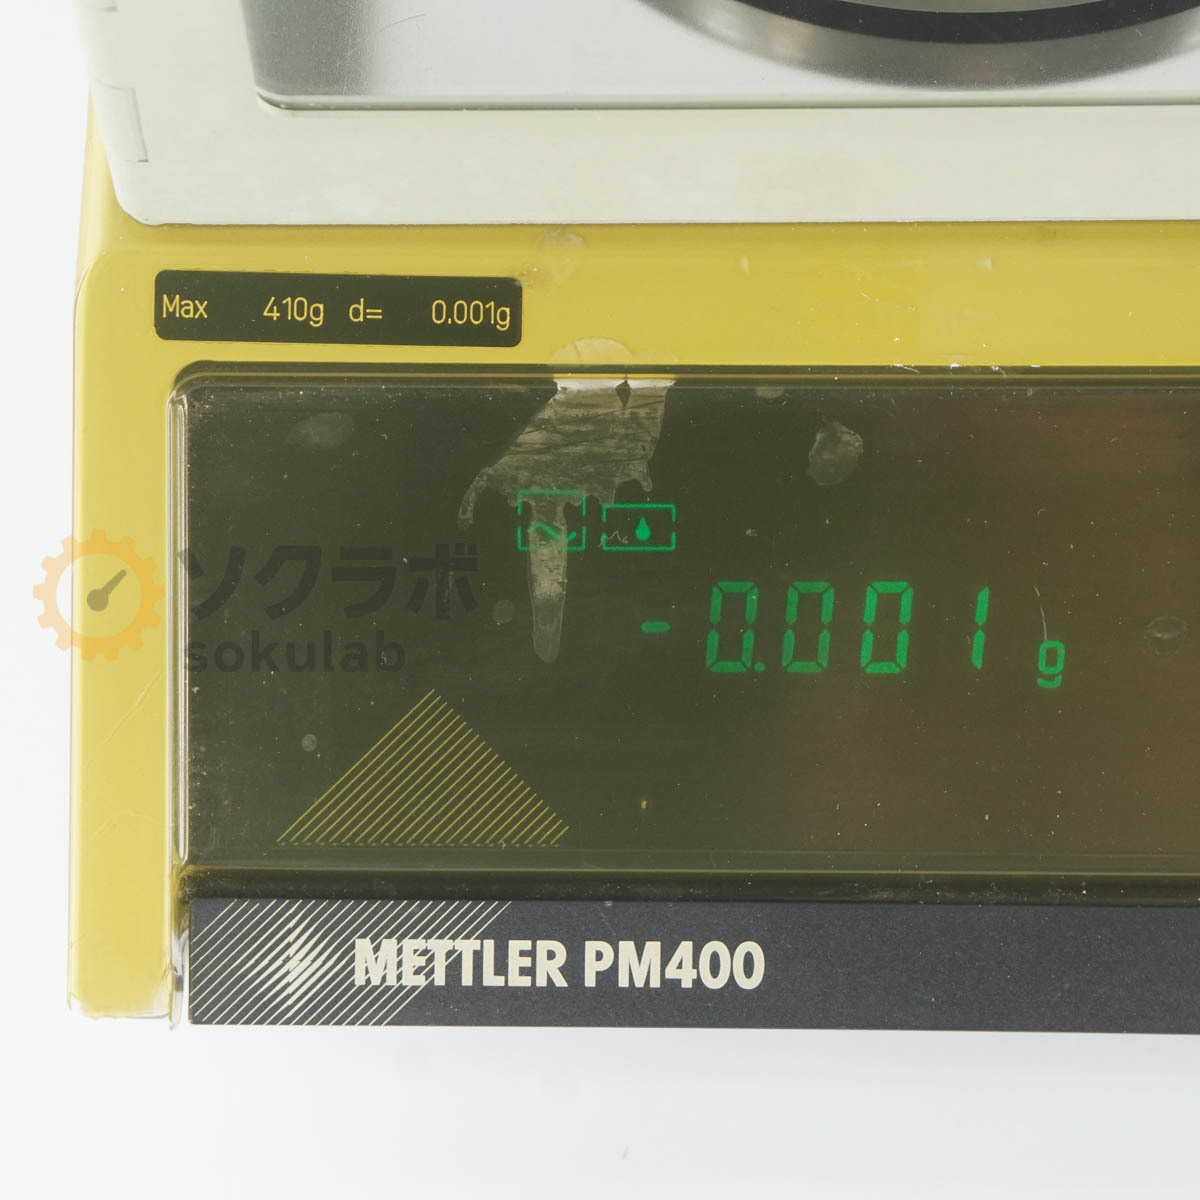 Max 410g d= 0.001g
ソクラボ
sokulab
-0.001 g
METTLER PM400